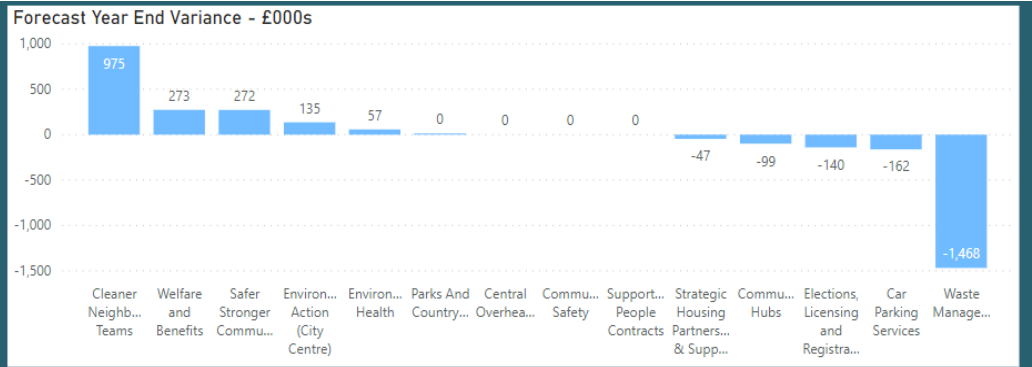 Forecast Year End Variance - £000s
1,000
500
0
-500
-1,000
-1,500
975
273
272
135
57
0
0
0
0
-47
-99
-140
-162
-1,468
Cleaner
Neighb...
Teams
Welfare
and
Benefits
Safer
Stronger
Commu...
Environ...
Action
(City
Centre)
Environ...
Health
Parks And
Country...
Central
Overhea...
Commu...
Safety
Support...
People
Contracts
Strategic
Housing
Partners...
& Supp...
Commu...
Hubs
Elections,
Licensing
and
Registra...
Car
Parking
Services
Waste
Manage...